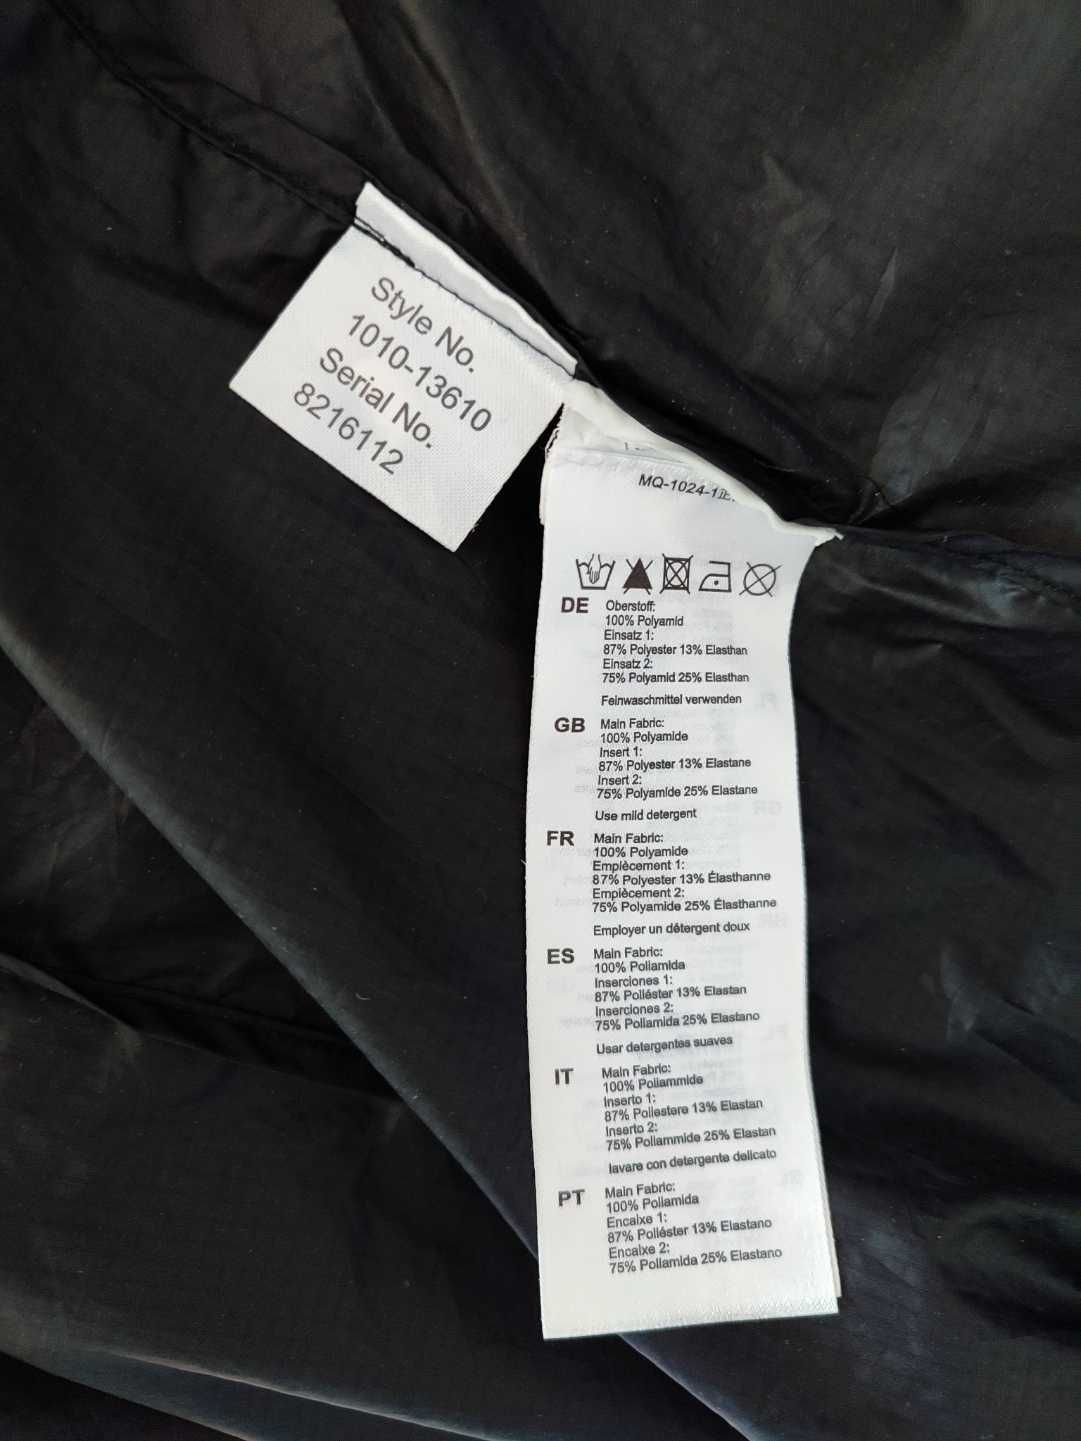 Style No.
1010-13610
Serial No.
8216112
DE
Oberstoff:
100% Polyamid
Einsatz 1:
87% Polyester 13% Elasthan
Einsatz 2:
75% Polyamid 25% Elasthan
Feinwaschmittel verwenden
GB
Main Fabric:
100% Polyamide
Insert 1:
87% Polyester 13% Elastane
Insert 2:
75% Polyamide 25% Elastane
Use mild detergent
FR
Main Fabric:
100% Polyamide
Emplècement 1:
87% Polyester 13% Élasthanne
Emplècement 2:
75% Polyamide 25% Élasthanne
Employer un détergent doux
ES
Main Fabric:
100% Poliamida
Inserciones 1:
87% Poliéster 13% Elastan
Inserciones 2:
75% Poliamida 25% Elastano
Usar detergentes suaves
IT
Main Fabric:
100% Poliammide
Inserto 1:
87% Poliestere 13% Elastan
Inserto 2:
75% Poliammide 25% Elastan
lavare con detergente delicato
PT
Main Fabric:
100% Poliamida
Encaixe 1:
87% Poliéster 13% Elastano
Encaixe 2:
75% Poliamida 25% Elastano